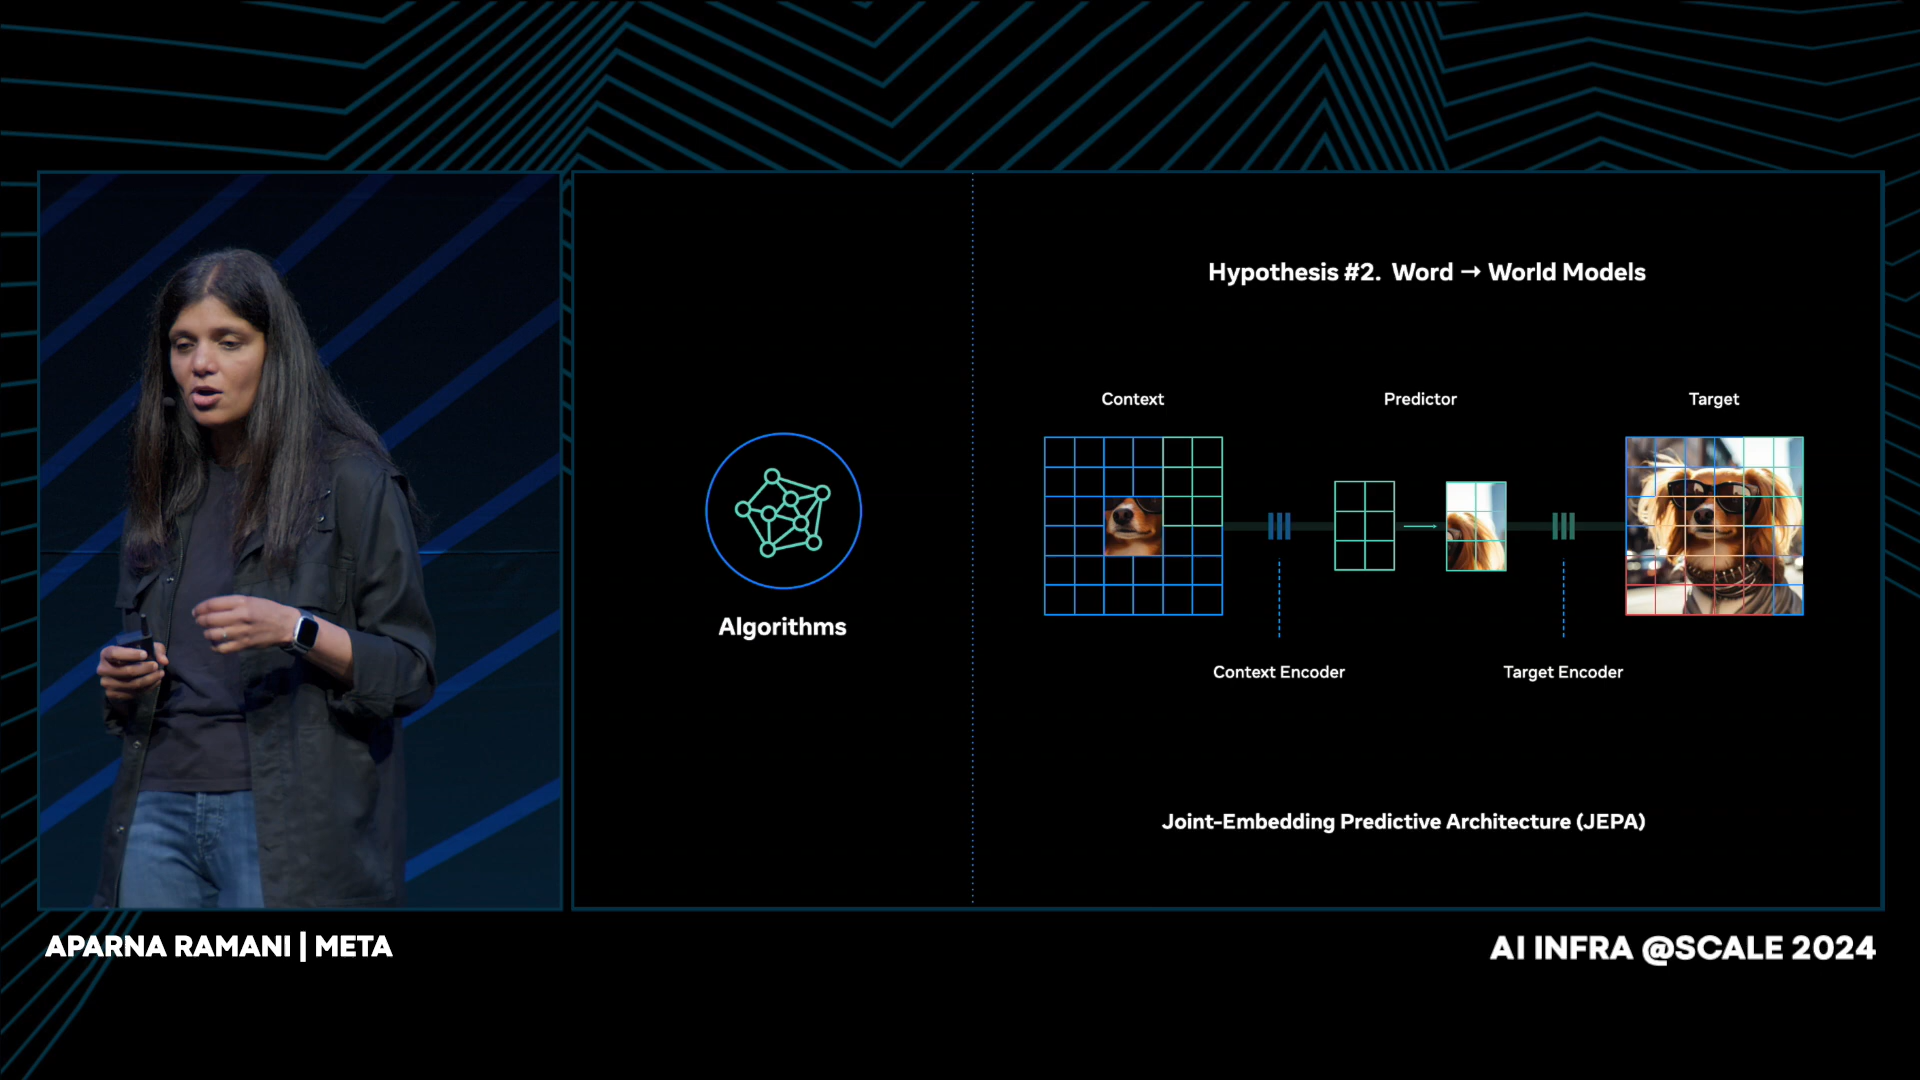 Hypothesis #2. Word → World Models
Context
Predictor
Target
Algorithms
Context Encoder
Target Encoder
Joint-Embedding Predictive Architecture (JEPA)
APARNA RAMANI | META
AI INFRA @SCALE 2024